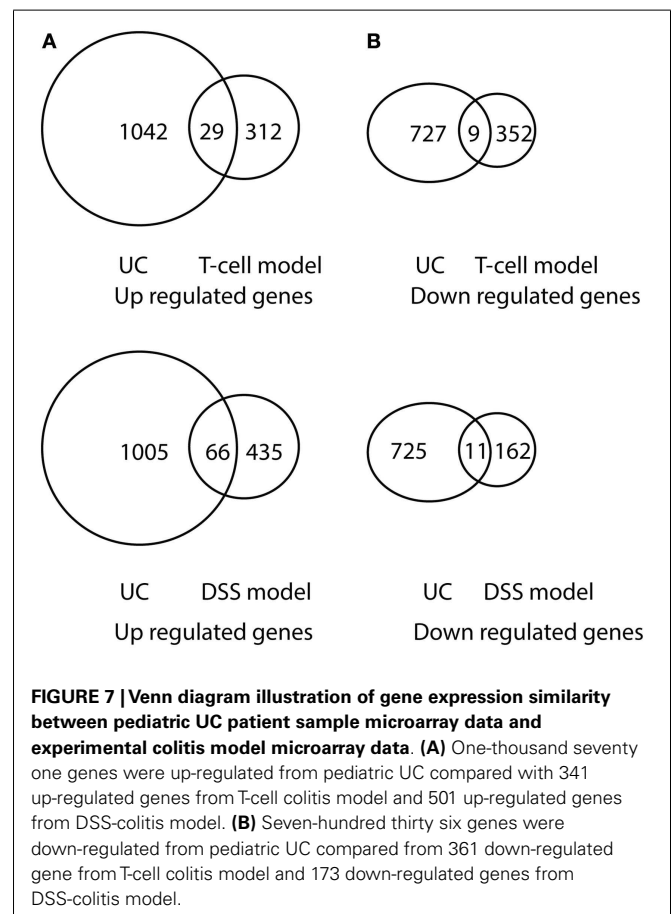 A B
1042 29 312 727 9 352
UC T-cell model UC T-cell model
Up regulated genes Down regulated genes
1005 66 435 725 11 162
UC DSS model UC DSS model
Up regulated genes Down regulated genes
FIGURE 7 | Venn diagram illustration of gene expression similarity
between pediatric UC patient sample microarray data and
experimental colitis model microarray data. (A) One-thousand seventy
one genes were up-regulated from pediatric UC compared with 341
up-regulated genes from T-cell colitis model and 501 up-regulated genes
from DSS-colitis model. (B) Seven-hundred thirty six genes were
down-regulated from pediatric UC compared from 361 down-regulated
gene from T-cell colitis model and 173 down-regulated genes from
DSS-colitis model.